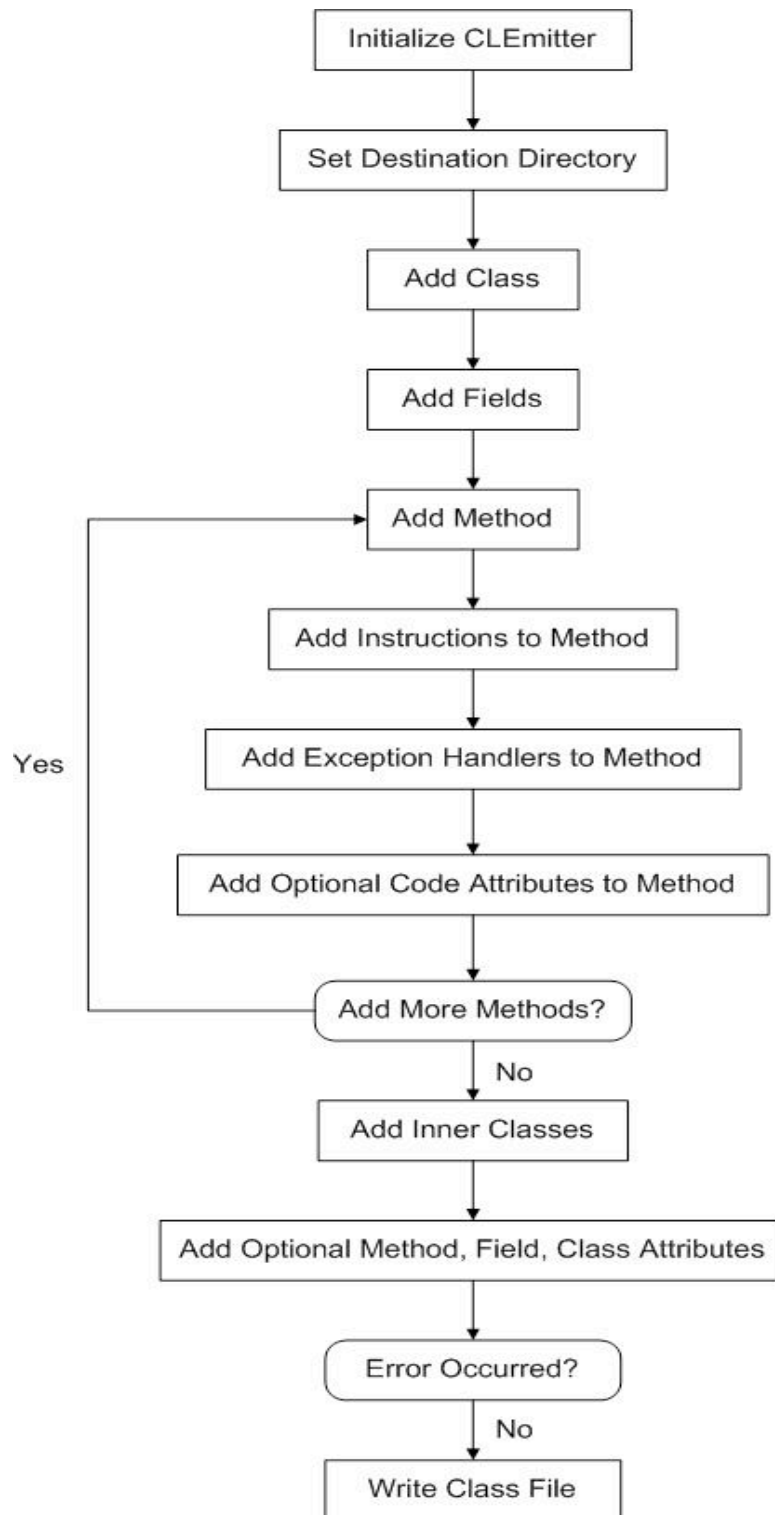 Initialize CLEmitter
Set Destination Directory
Add Class
Add Fields
Add Method
Add Instructions to Method
Add Exception Handlers to Method
Yes
Add Optional Code Attributes to Method
Add More Methods?
No
Add Inner Classes
Add Optional Method, Field, Class Attributes
Error Occurred?
No
Write Class File